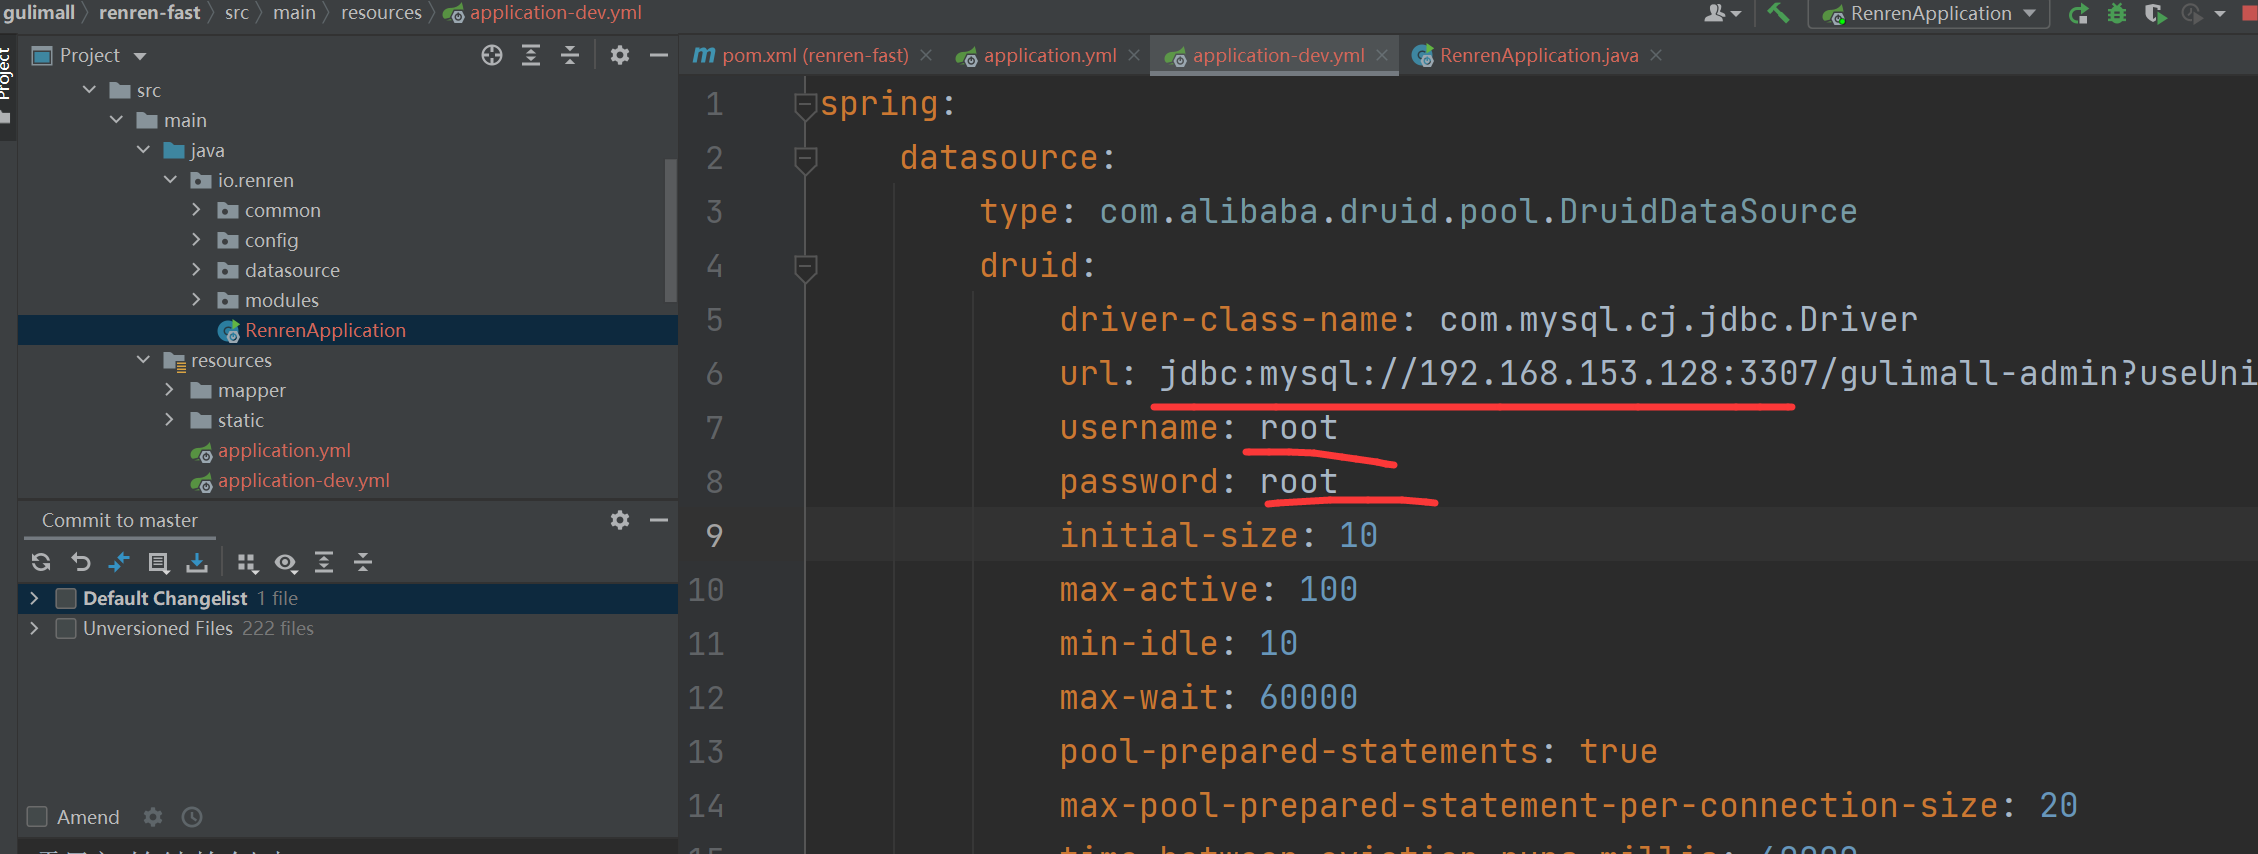 gulimall renren-fast src main resources application-dev.yml
RenrenApplication
Project
Project
src
main
java
io.renren
common
config
datasource
modules
RenrenApplication
resources
mapper
static
application.yml
application-dev.yml
Commit to master
Default Changelist 1 file
Unversioned Files 222 files
Amend
pom.xml (renren-fast) application.yml application-dev.yml RenrenApplication.java
1 spring:
2 datasource:
3 type: com.alibaba.druid.pool.DruidDataSource
4 druid:
5 driver-class-name: com.mysql.cj.jdbc.Driver
6 url: jdbc:mysql://192.168.153.128:3307/gulimall-admin?useUni
7 username: root
8 password: root
9 initial-size: 10
10 max-active: 100
11 min-idle: 10
12 max-wait: 60000
13 pool-prepared-statements: true
14 max-pool-prepared-statement-per-connection-size: 20
15 time-between-eviction-runs-millis: 60000